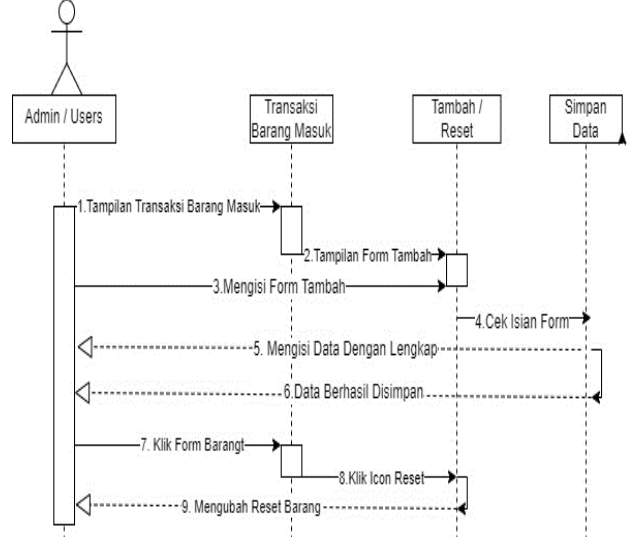 Admin / Users
Transaksi
Barang Masuk
Tambah /
Reset
Simpan
Data
1.Tampilan Transaksi Barang Masuk
2.Tampilan Form Tambah
3.Mengisi Form Tambah
4.Cek Isian Form
5. Mengisi Data Dengan Lengkap
6.Data Berhasil Disimpan
7. Klik Form Barangt
8.Klik Icon Reset
9. Mengubah Reset Barang